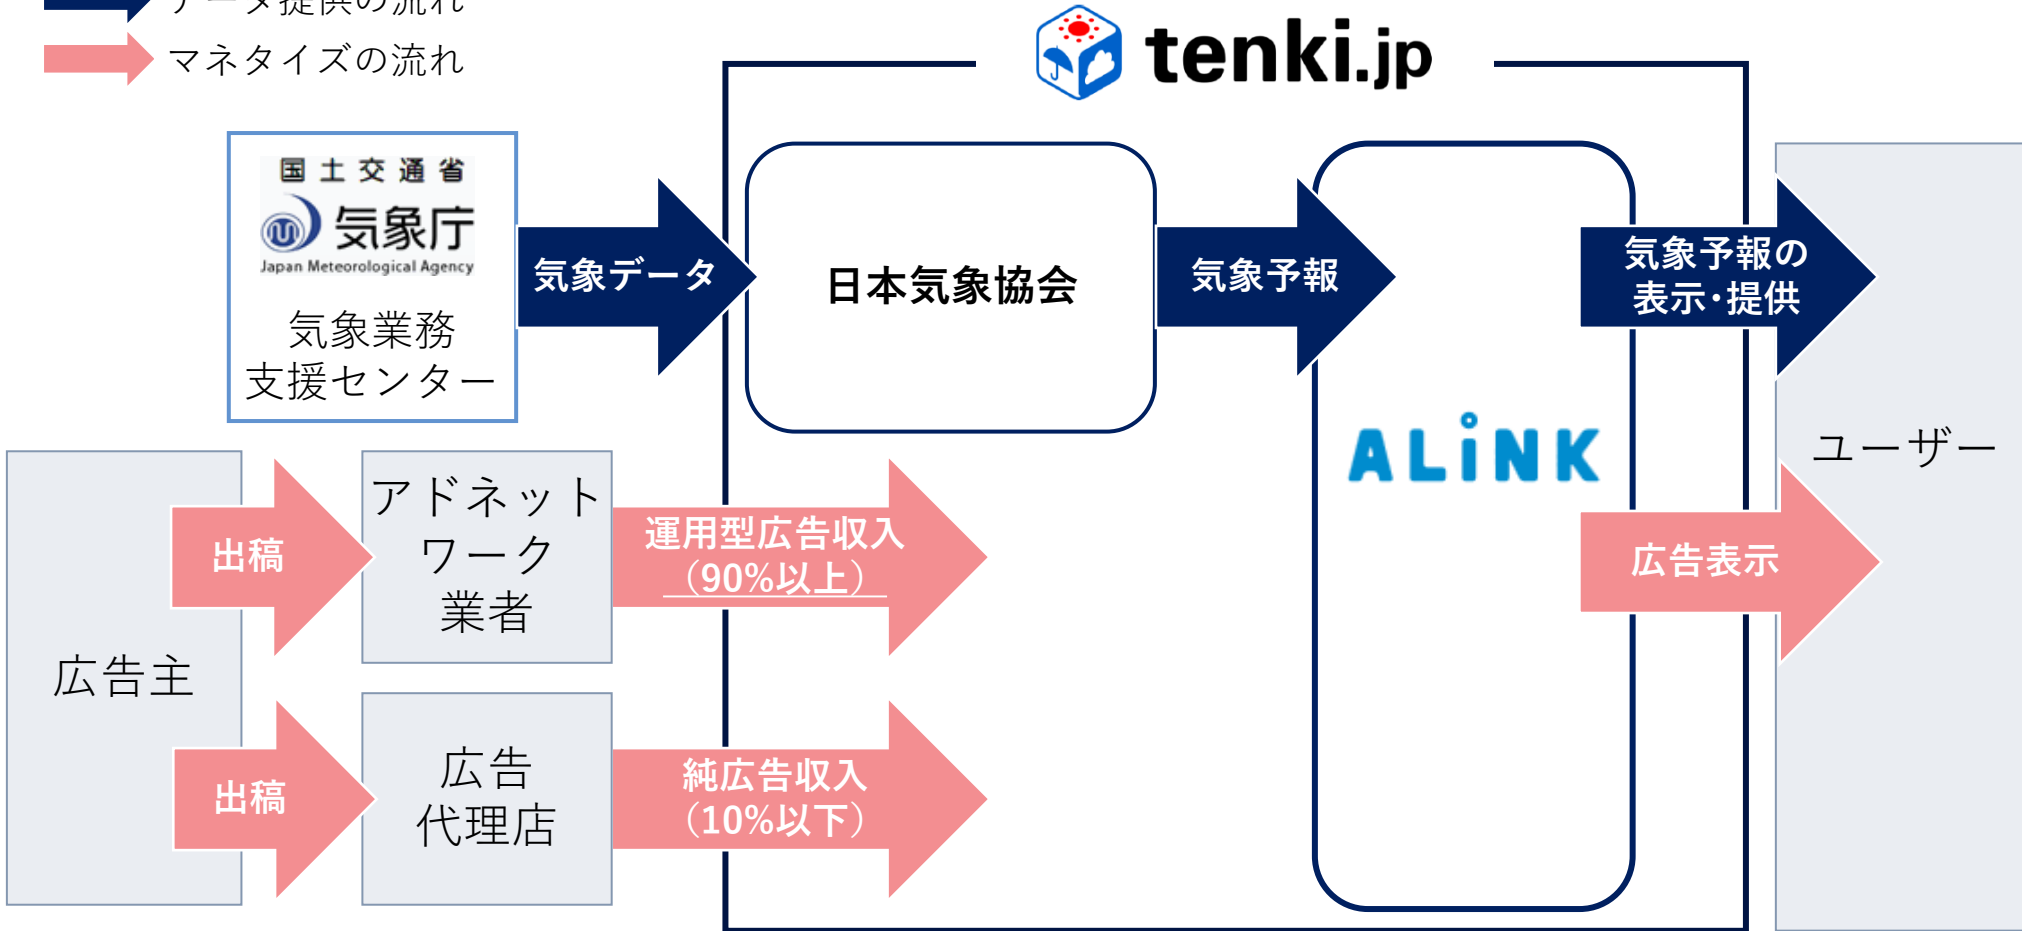 データ提供の流れ
マネタイズの流れ
tenki.jp
国土交通省
気象庁
Japan Meteorological Agency
気象業務
支援センター
気象データ
日本気象協会
気象予報
気象予報の
表示・提供
ALiNK
ユーザー
広告主
出稿
アドネット
ワーク
業者
運用型広告収入
（90%以上）
広告表示
出稿
広告
代理店
純広告収入
（10%以下）